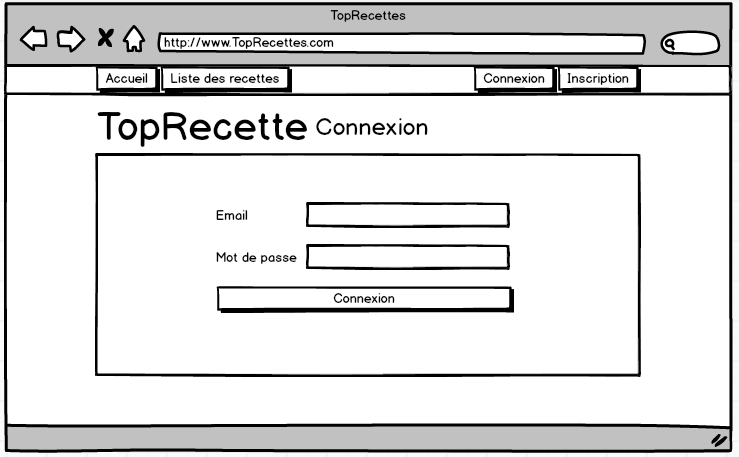 TopRecettes
http://www.TopRecettes.com
Accueil Liste des recettes Connexion Inscription
TopRecette Connexion
Email
Mot de passe
Connexion